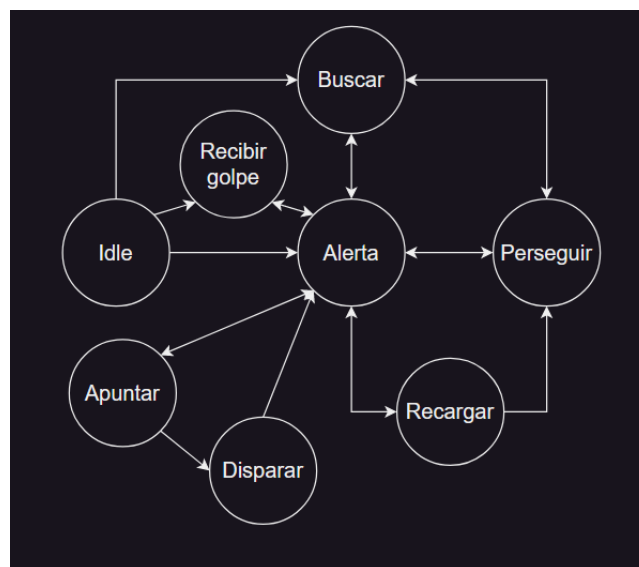 Buscar
Recibir
golpe
Idle
Alerta
Perseguir
Apuntar
Recargar
Disparar